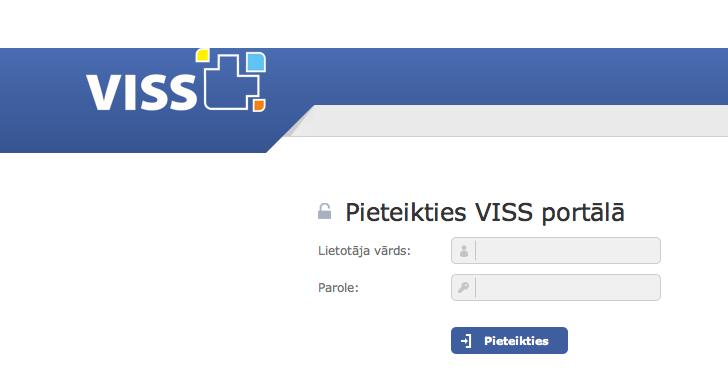 VISS
Pieteikties VISS portālā
Lietotāja vārds:
Parole:
Pieteikties